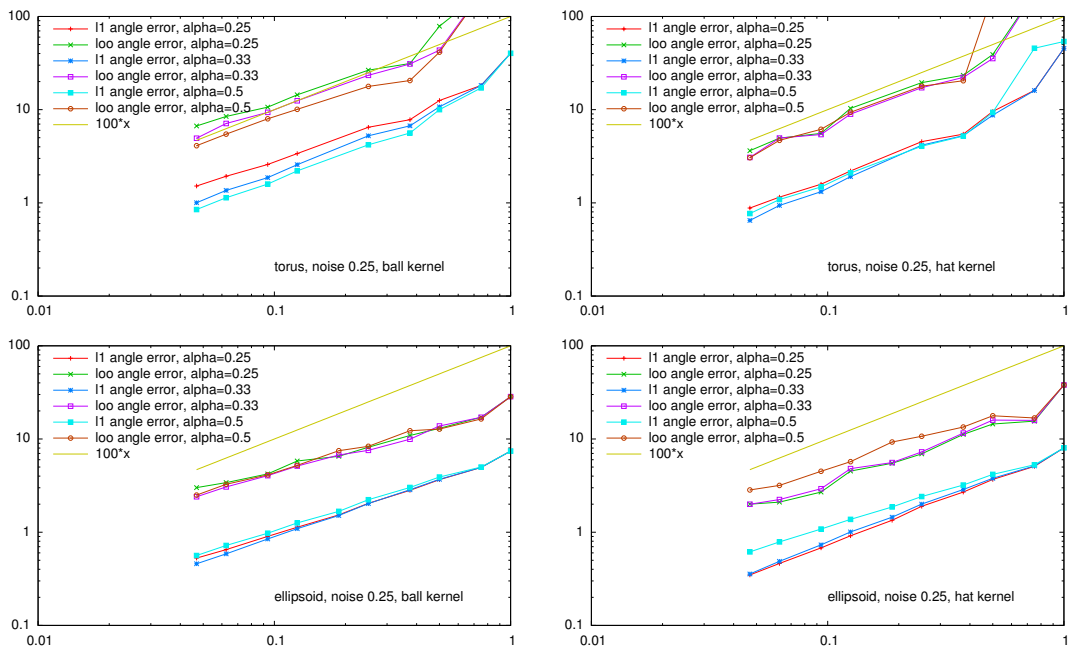 100
10
1
0.1
0.01
0.1
1
l1 angle error, alpha=0.25
loo angle error, alpha=0.25
l1 angle error, alpha=0.33
loo angle error, alpha=0.33
l1 angle error, alpha=0.5
loo angle error, alpha=0.5
100*x
torus, noise 0.25, ball kernel
100
10
1
0.1
0.01
0.1
1
l1 angle error, alpha=0.25
loo angle error, alpha=0.25
l1 angle error, alpha=0.33
loo angle error, alpha=0.33
l1 angle error, alpha=0.5
loo angle error, alpha=0.5
100*x
torus, noise 0.25, hat kernel
100
10
1
0.1
0.01
0.1
1
l1 angle error, alpha=0.25
loo angle error, alpha=0.25
l1 angle error, alpha=0.33
loo angle error, alpha=0.33
l1 angle error, alpha=0.5
loo angle error, alpha=0.5
100*x
ellipsoid, noise 0.25, ball kernel
100
10
1
0.1
0.01
0.1
1
l1 angle error, alpha=0.25
loo angle error, alpha=0.25
l1 angle error, alpha=0.33
loo angle error, alpha=0.33
l1 angle error, alpha=0.5
loo angle error, alpha=0.5
100*x
ellipsoid, noise 0.25, hat kernel